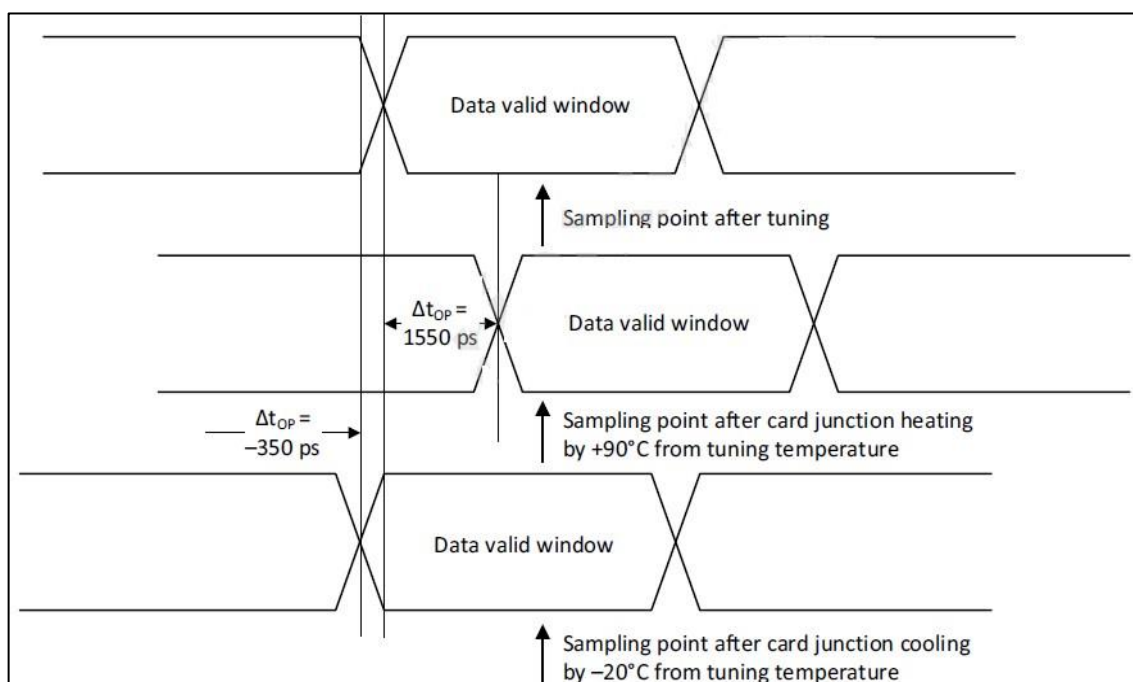 Data valid window
Sampling point after tuning
Δt_OP =
1550 ps
Data valid window
Δt_OP =
–350 ps
Sampling point after card junction heating
by +90°C from tuning temperature
Data valid window
Sampling point after card junction cooling
by –20°C from tuning temperature